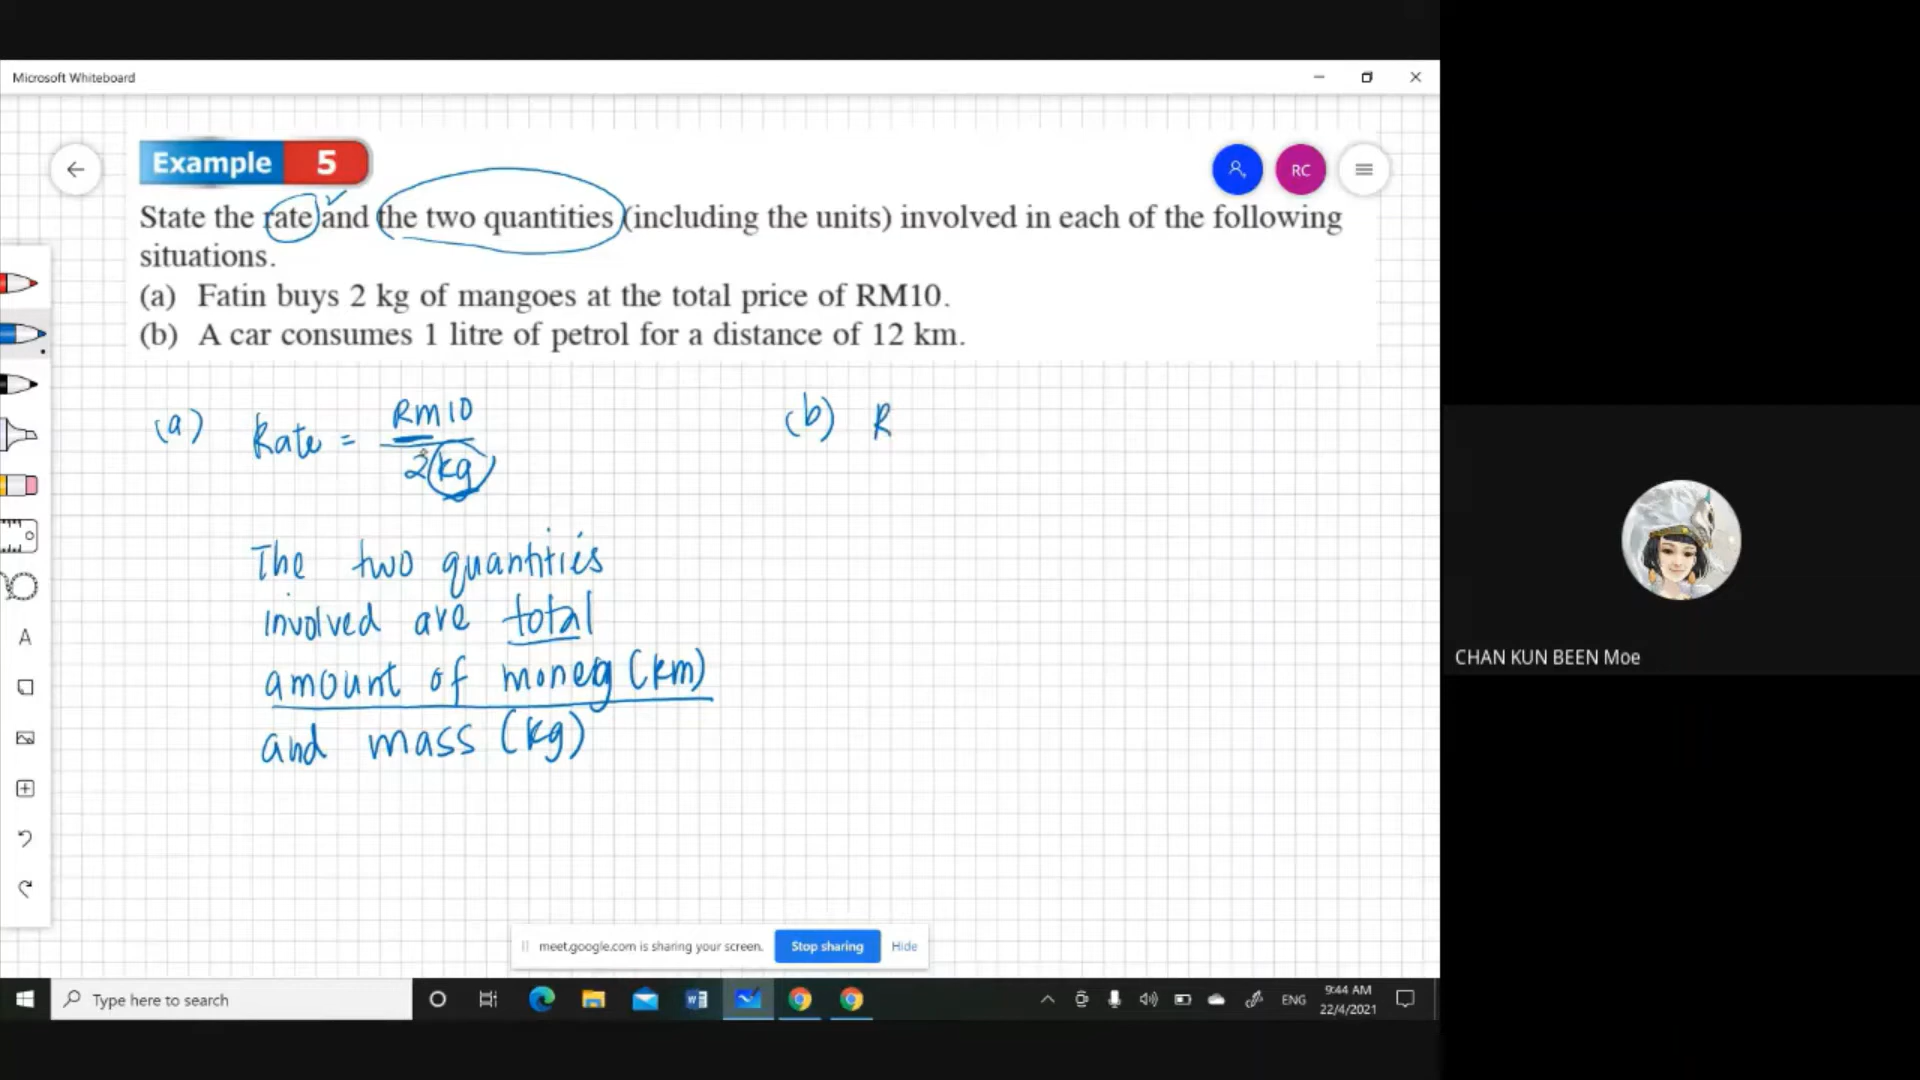 Microsoft Whiteboard
Example 5
RC
State the rate and the two quantities (including the units) involved in each of the following
situations.
(a) Fatin buys 2 kg of mangoes at the total price of RM10.
(b) A car consumes 1 litre of petrol for a distance of 12 km.
(a) Rate = RM10
2 kg
(b) R
The two quantities
involved are total
amount of money (RM)
and mass (kg)
A
CHAN KUN BEEN Moe
meet.google.com is sharing your screen. Stop sharing Hide
Type here to search
ENG
9:44 AM
22/4/2021